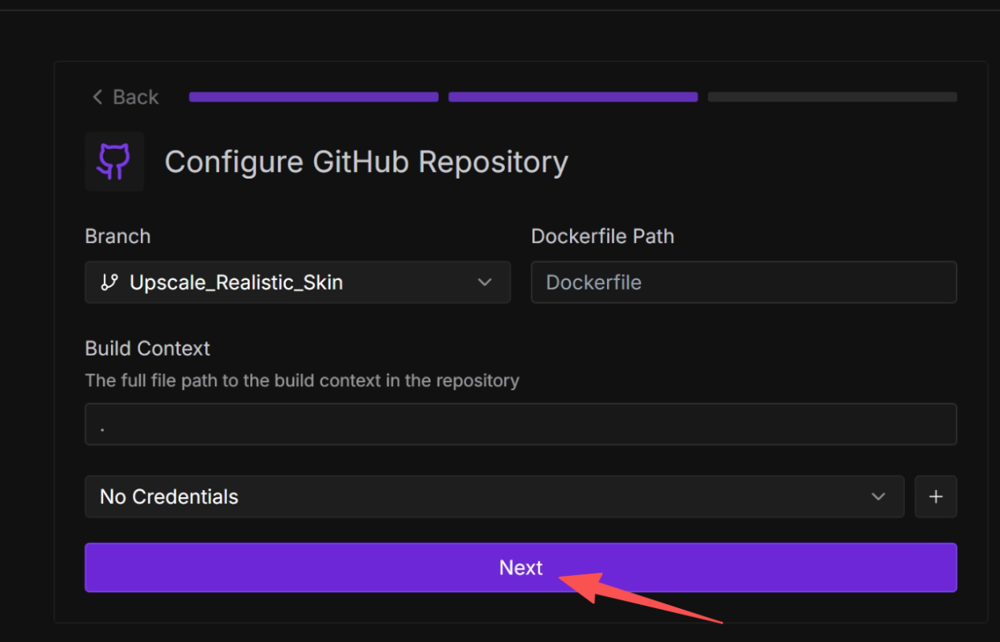 Back
Configure GitHub Repository
Branch
Dockerfile Path
Upscale_Realistic_Skin
Dockerfile
Build Context
The full file path to the build context in the repository
.
No Credentials
+
Next